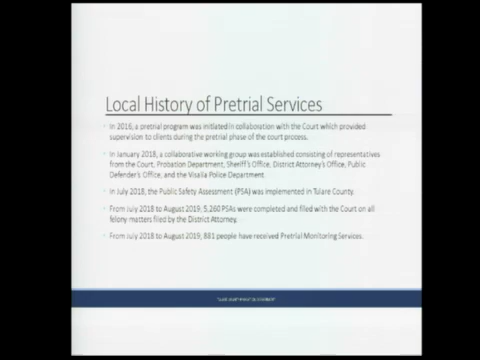 Local History of Pretrial Services
In 2016, a pretrial program was initiated in collaboration with the Court which provided
supervision to clients during the pretrial phase of the court process.
In January 2018, a collaborative working group was established consisting of representatives
from the Court, Probation Department, Sheriff's Office, District Attorney's Office, Public
Defender's Office, and the Visalia Police Department.
In July 2018, the Public Safety Assessment (PSA) was implemented in Tulare County.
From July 2018 to August 2019, 5,260 PSAs were completed and filed with the Court on all
felony matters filed by the District Attorney.
From July 2018 to August 2019, 881 people have received Pretrial Monitoring Services.